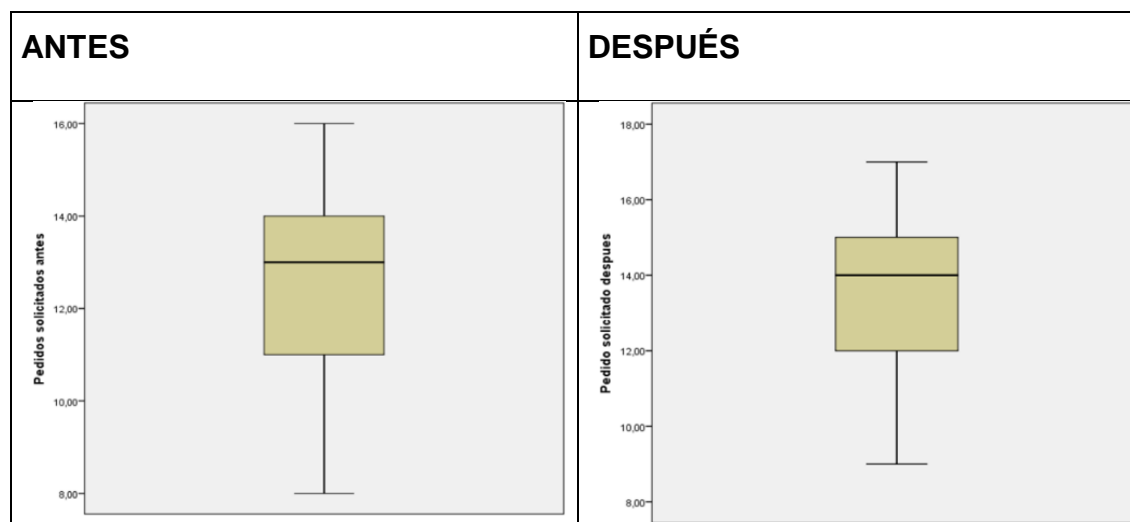 ANTES
DESPUÉS
Pedidos solicitados antes
16,00
14,00
12,00
10,00
8,00
Pedido solicitado despues
18,00
16,00
14,00
12,00
10,00
8,00